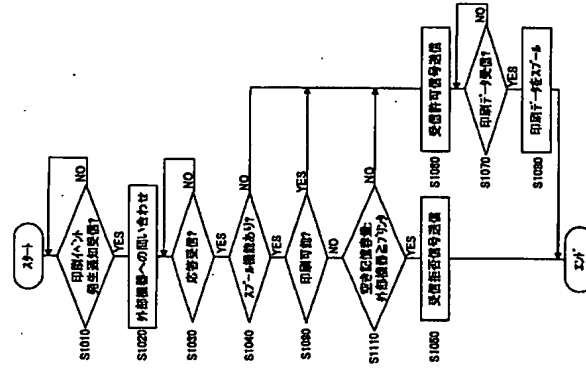 スタート
S1010
印刷イベント
発生通知受信?
NO
YES
S1020
外部機器への問い合わせ
S1030
応答受信?
NO
YES
S1040
スプール機能あり?
NO
YES
S1090
印刷可能?
YES
NO
S1110
空き記憶容量:
外部機器≧プリンタ
NO
YES
S1050
受信拒否信号送信
S1060
受信許可信号送信
S1070
印刷データ受信?
NO
YES
S1080
印刷データをスプール
エンド